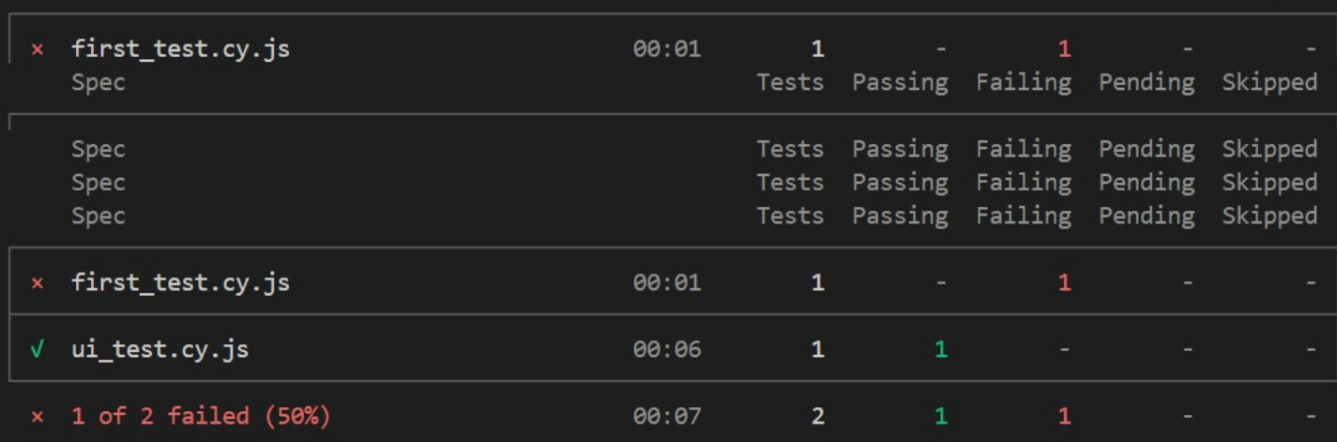 × first_test.cy.js 00:01 1 - 1 - -
Spec Tests Passing Failing Pending Skipped
Spec Tests Passing Failing Pending Skipped
Spec Tests Passing Failing Pending Skipped
Spec Tests Passing Failing Pending Skipped
× first_test.cy.js 00:01 1 - 1 - -
√ ui_test.cy.js 00:06 1 1 - - -
× 1 of 2 failed (50%) 00:07 2 1 1 - -